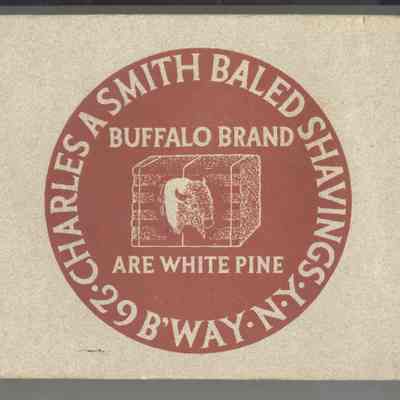 CHARLES A SMITH BALED SHAVINGS
BUFFALO BRAND
ARE WHITE PINE
·29 B'WAY·N·Y·